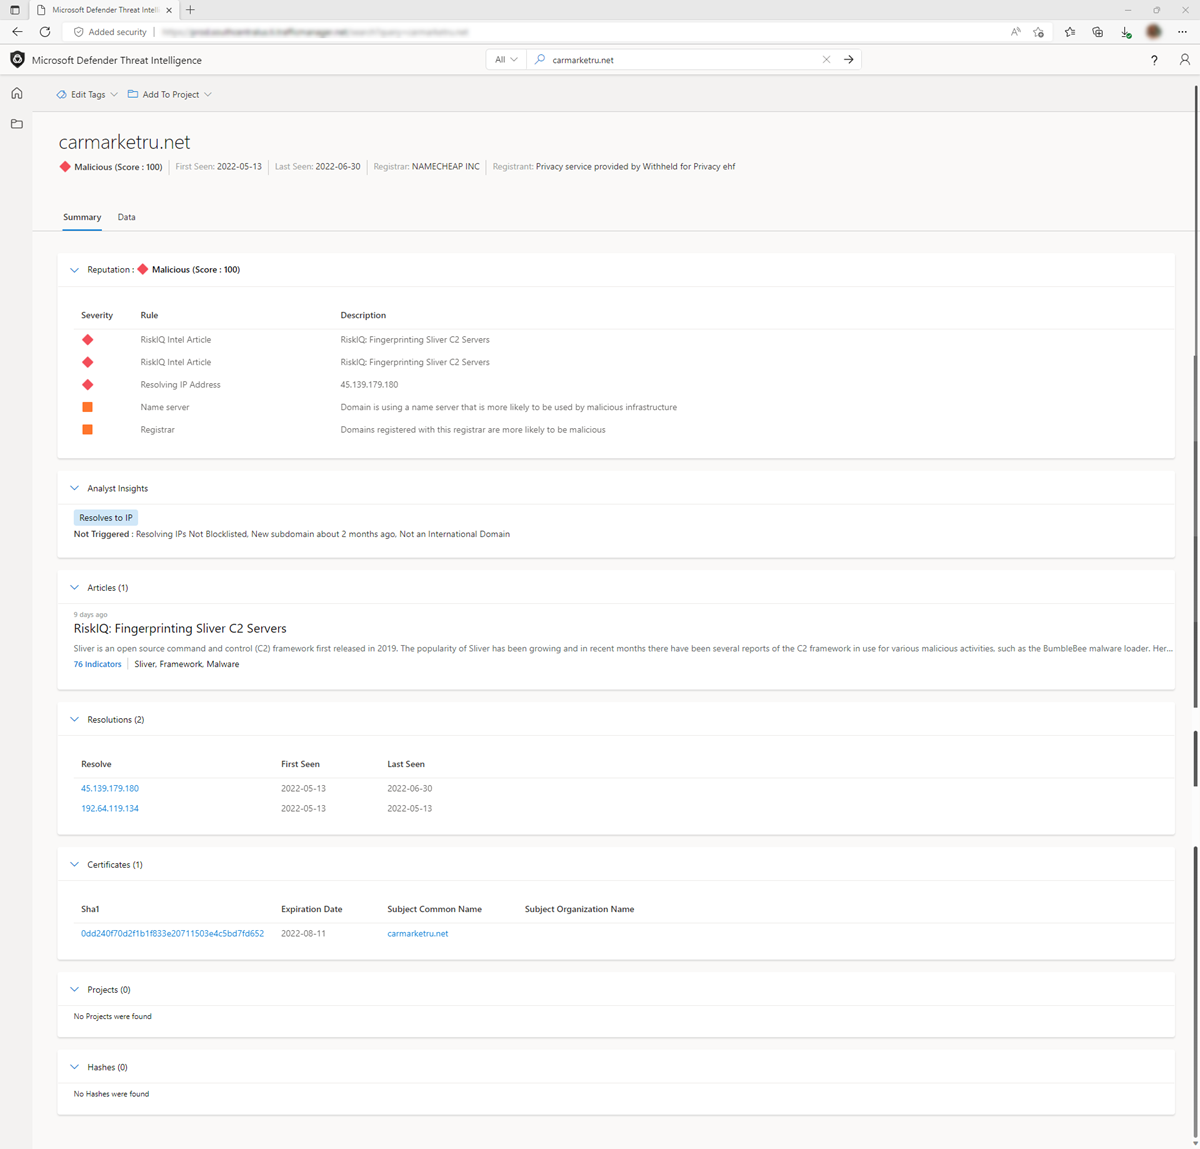 Microsoft Defender Threat Intelli
Added security
Microsoft Defender Threat Intelligence
All
carmarketru.net
?
Edit Tags
Add To Project
carmarketru.net
Malicious (Score : 100) First Seen: 2022-05-13 Last Seen: 2022-06-30 Registrar: NAMECHEAP INC Registrant: Privacy service provided by Withheld for Privacy ehf
Summary Data
Reputation : Malicious (Score : 100)
Severity Rule Description
RiskIQ Intel Article RiskIQ: Fingerprinting Sliver C2 Servers
RiskIQ Intel Article RiskIQ: Fingerprinting Sliver C2 Servers
Resolving IP Address 45.139.179.180
Name server Domain is using a name server that is more likely to be used by malicious infrastructure
Registrar Domains registered with this registrar are more likely to be malicious
Analyst Insights
Resolves to IP
Not Triggered : Resolving IPs Not Blocklisted, New subdomain about 2 months ago, Not an International Domain
Articles (1)
9 days ago
RiskIQ: Fingerprinting Sliver C2 Servers
Sliver is an open source command and control (C2) framework first released in 2019. The popularity of Sliver has been growing and in recent months there have been several reports of the C2 framework in use for various malicious activities, such as the BumbleBee malware loader. Her...
76 Indicators Sliver, Framework, Malware
Resolutions (2)
Resolve First Seen Last Seen
45.139.179.180 2022-05-13 2022-06-30
192.64.119.134 2022-05-13 2022-05-13
Certificates (1)
Sha1 Expiration Date Subject Common Name Subject Organization Name
0dd240f70d2f1b1f833e20711503e4c5bd7fd652 2022-08-11 carmarketru.net
Projects (0)
No Projects were found
Hashes (0)
No Hashes were found